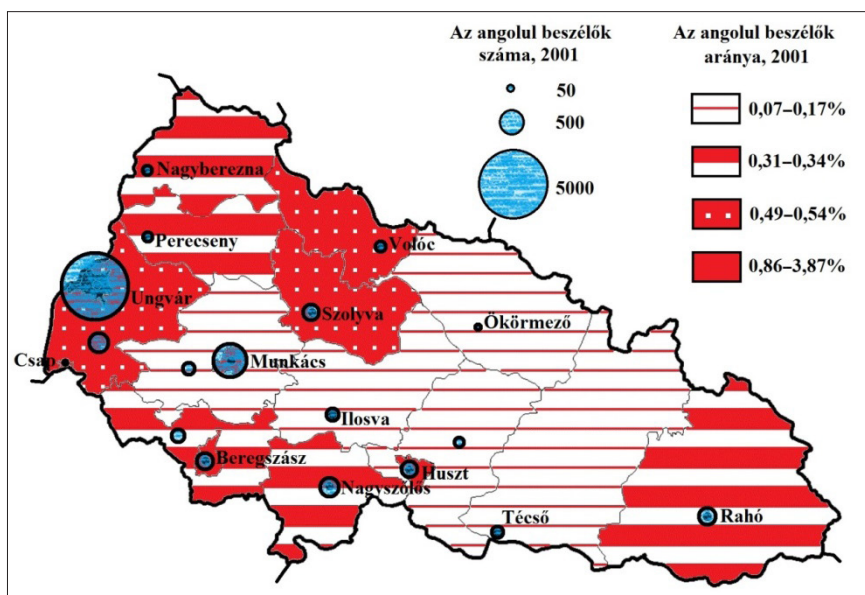 Az angolul beszélők
száma, 2001
50
500
5000
Az angolul beszélők
aránya, 2001
0,07–0,17%
0,31–0,34%
0,49–0,54%
0,86–3,87%
Nagyberezna
Perecseny
Volóc
Ungvár
Szolyva
Ökörmező
Csap
Munkács
Ilosva
Beregszász
Huszt
Nagyszőlős
Técső
Rahó